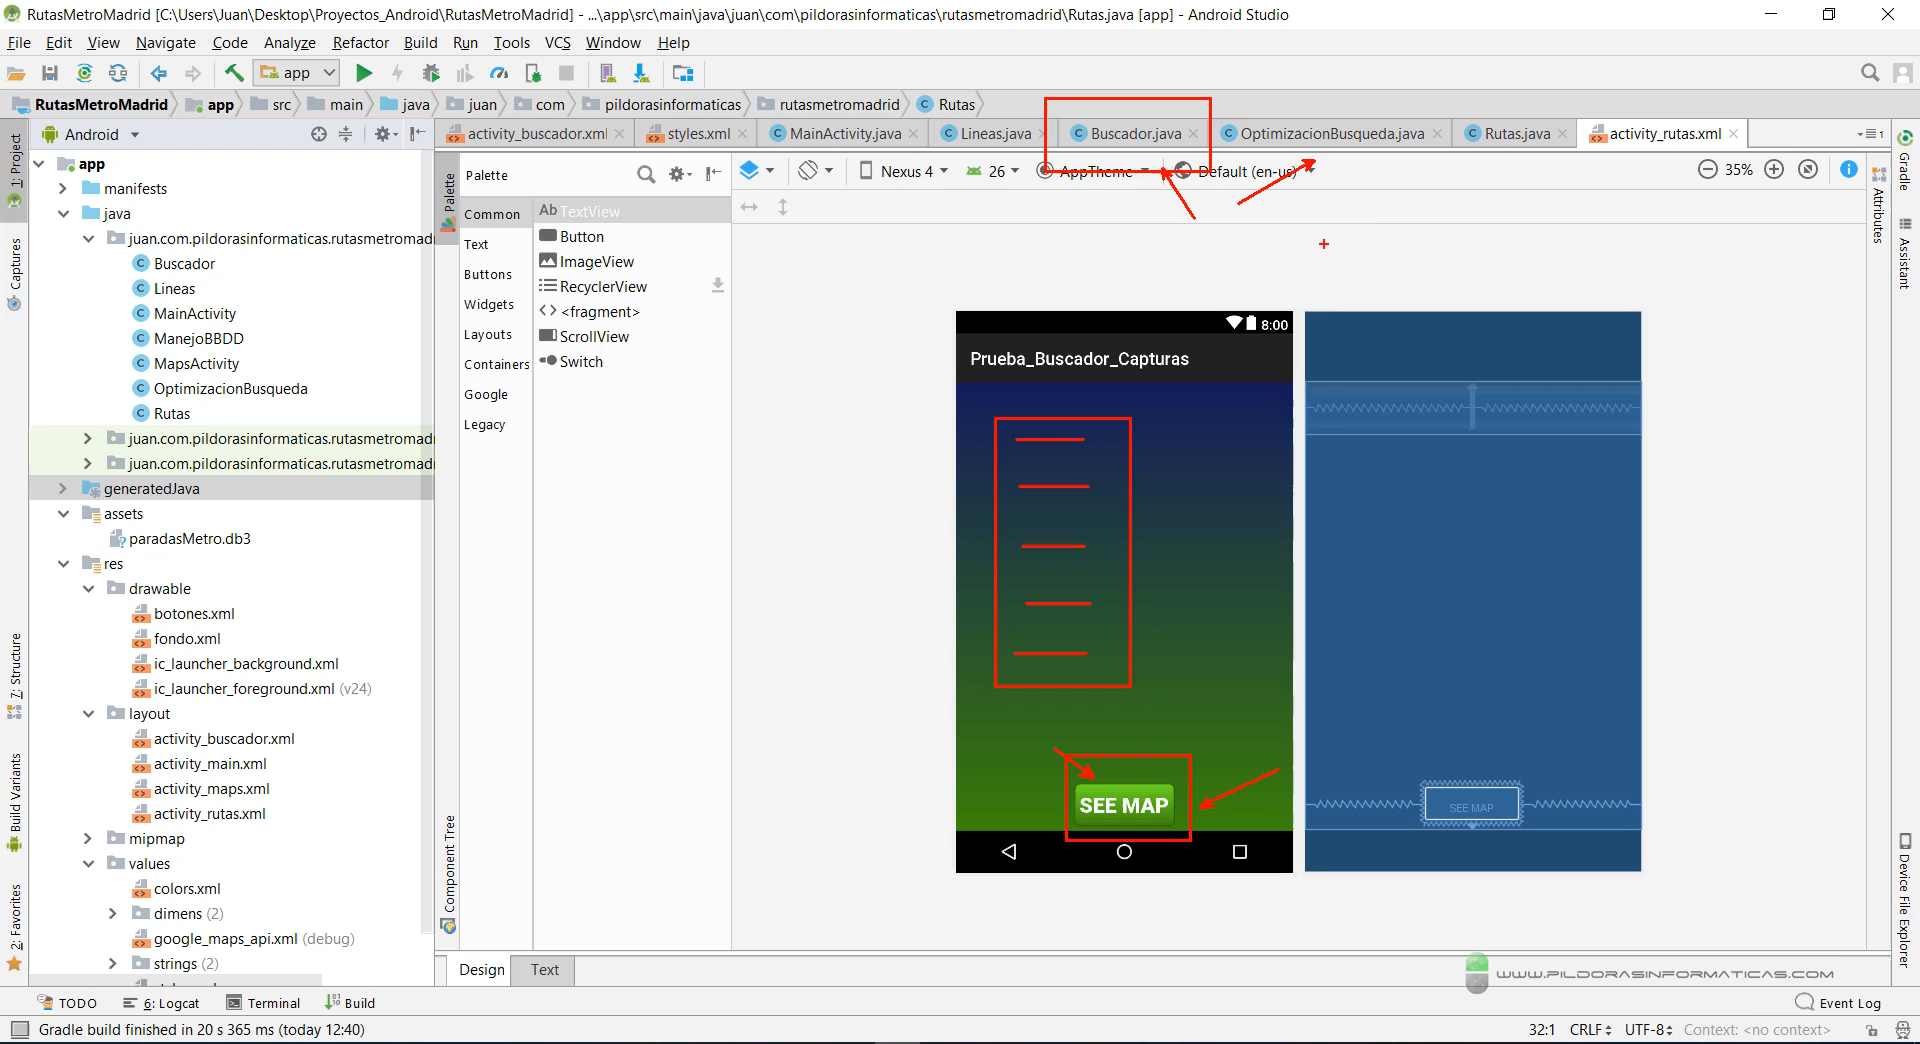 RutasMetroMadrid [C:\Users\Juan\Desktop\Proyectos_Android\RutasMetroMadrid] - ...\app\src\main\java\juan\com\pildorasinformaticas\rutasmetromadrid\Rutas.java [app] - Android Studio
File Edit View Navigate Code Analyze Refactor Build Run Tools VCS Window Help
app
RutasMetroMadrid app src main java juan com pildorasinformaticas rutasmetromadrid Rutas
Android
activity_buscador.xml styles.xml MainActivity.java Lineas.java Buscador.java OptimizacionBusqueda.java Rutas.java activity_rutas.xml
1: Project
Captures
7: Structure
Build Variants
2: Favorites
app
manifests
java
juan.com.pildorasinformaticas.rutasmetromadr
Buscador
Lineas
MainActivity
ManejoBBDD
MapsActivity
OptimizacionBusqueda
Rutas
juan.com.pildorasinformaticas.rutasmetromadr
juan.com.pildorasinformaticas.rutasmetromadr
generatedJava
assets
paradasMetro.db3
res
drawable
botones.xml
fondo.xml
ic_launcher_background.xml
ic_launcher_foreground.xml (v24)
layout
activity_buscador.xml
activity_main.xml
activity_maps.xml
activity_rutas.xml
mipmap
values
colors.xml
dimens (2)
google_maps_api.xml (debug)
strings (2)
Palette
Component Tree
Palette
Common
Text
Buttons
Widgets
Layouts
Containers
Google
Legacy
Ab TextView
Button
ImageView
RecyclerView
<fragment>
ScrollView
Switch
Nexus 4 26 AppTheme Default (en-us) 35%
8:00
Prueba_Buscador_Capturas
SEE MAP
SEE MAP
Attributes
Gradle
Assistant
Device File Explorer
Design Text
WWW.PILDORASINFORMATICAS.COM
TODO 6: Logcat Terminal Build Event Log
Gradle build finished in 20 s 365 ms (today 12:40) 32:1 CRLF UTF-8 Context: <no context>